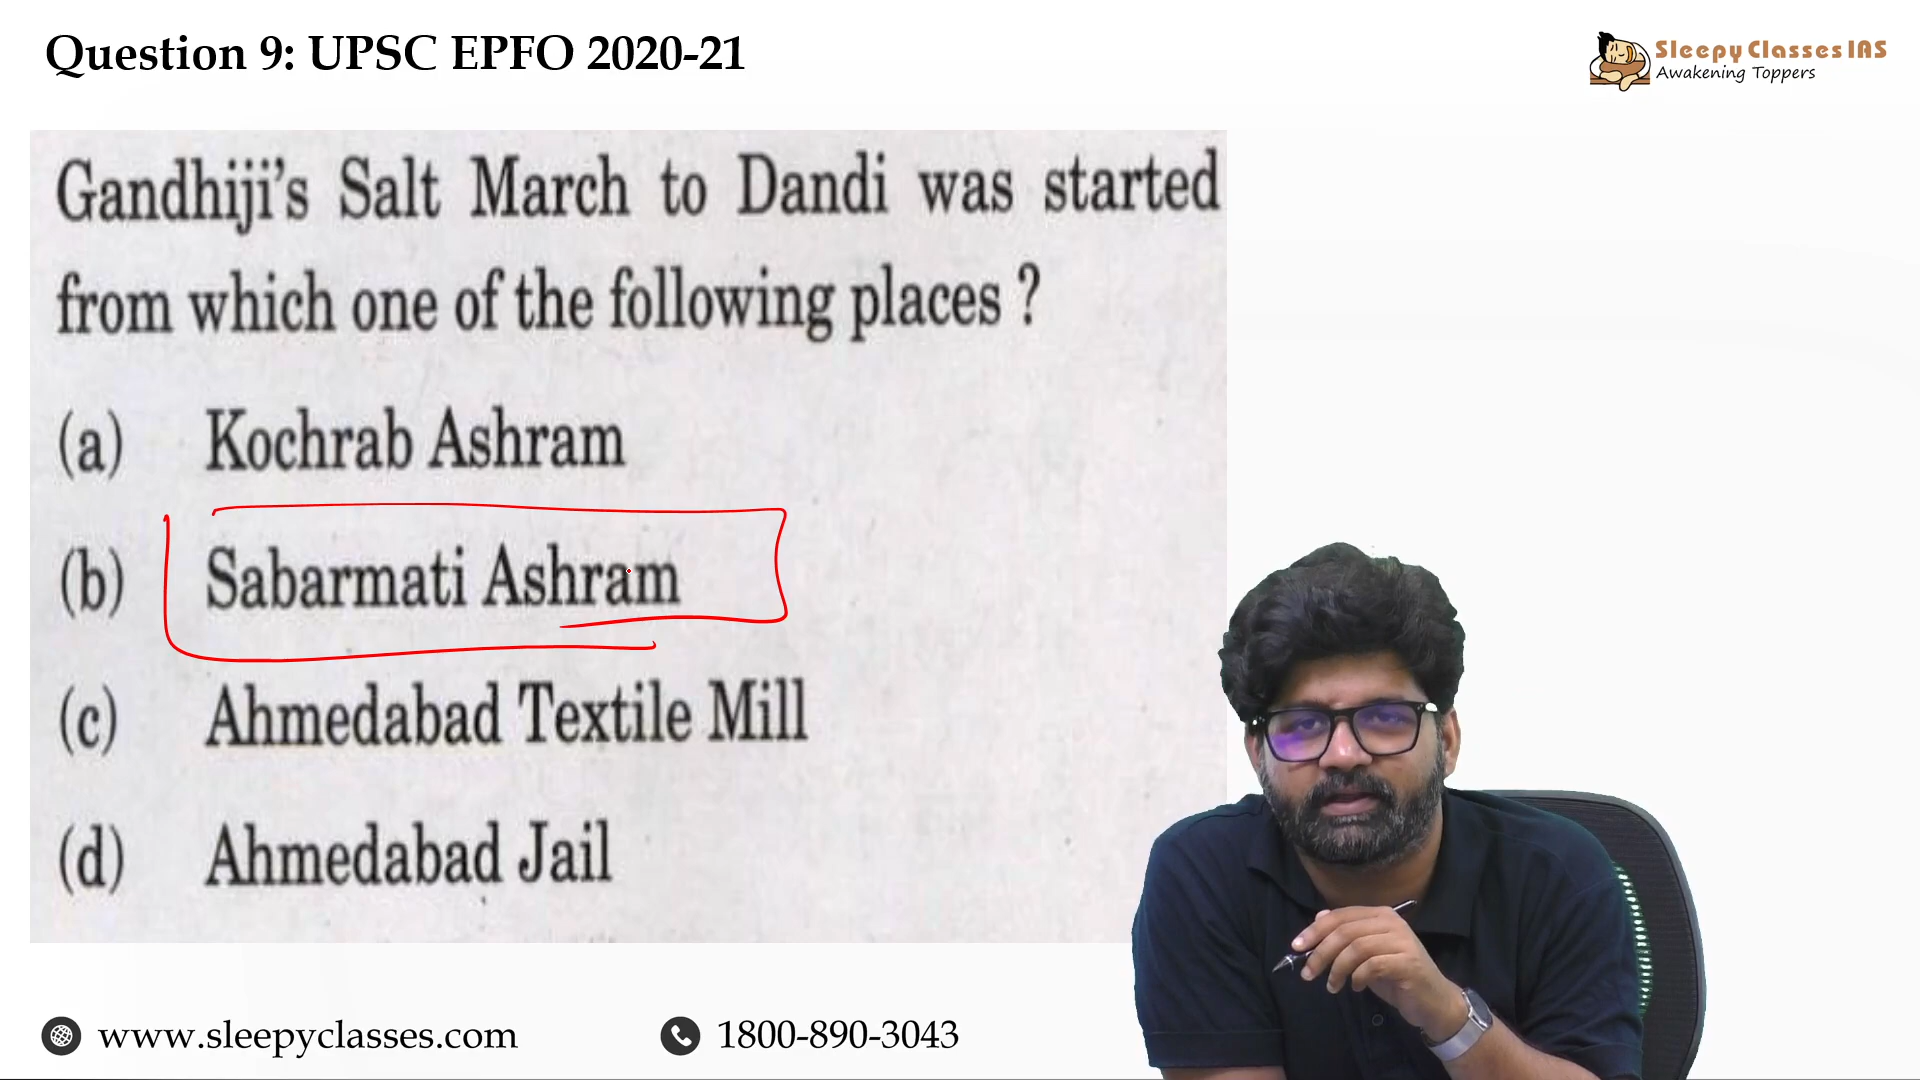 Question 9: UPSC EPFO 2020-21
Sleepy Classes IAS
Awakening Toppers
Gandhiji's Salt March to Dandi was started
from which one of the following places ?
(a) Kochrab Ashram
(b) Sabarmati Ashram
(c) Ahmedabad Textile Mill
(d) Ahmedabad Jail
www.sleepyclasses.com
1800-890-3043